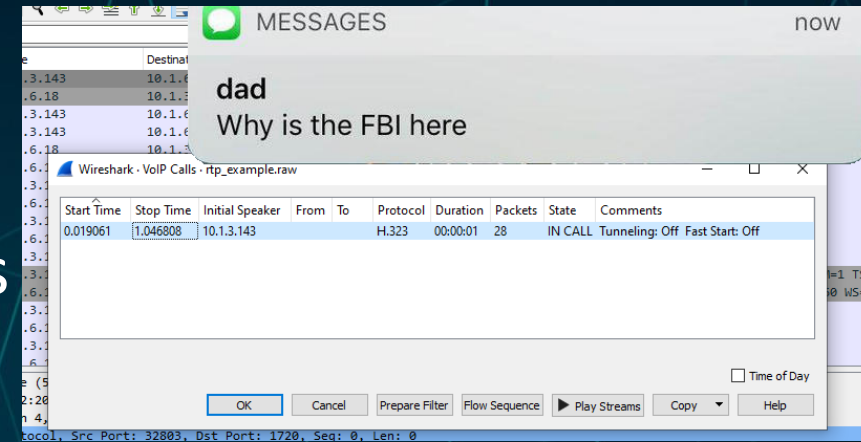 MESSAGES now
dad
Why is the FBI here
Destinat
.3.143 10.1.6
.6.18 10.1.3
.3.143 10.1.6
.3.143 10.1.6
.6.18 10.1.3
Wireshark · VoIP Calls · rtp_example.raw
Start Time Stop Time Initial Speaker From To Protocol Duration Packets State Comments
0.019061 1.046808 10.1.3.143 H.323 00:00:01 28 IN CALL Tunneling: Off Fast Start: Off
Time of Day
OK Cancel Prepare Filter Flow Sequence Play Streams Copy Help
tocol, Src Port: 32803, Dst Port: 1720, Seq: 0, Len: 0